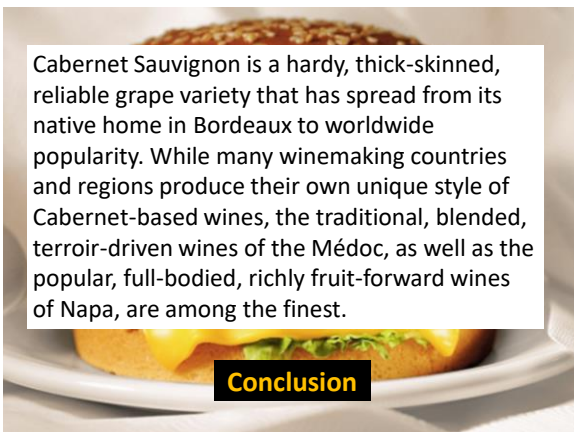 Cabernet Sauvignon is a hardy, thick-skinned,
reliable grape variety that has spread from its
native home in Bordeaux to worldwide
popularity. While many winemaking countries
and regions produce their own unique style of
Cabernet-based wines, the traditional, blended,
terroir-driven wines of the Médoc, as well as the
popular, full-bodied, richly fruit-forward wines
of Napa, are among the finest.
Conclusion